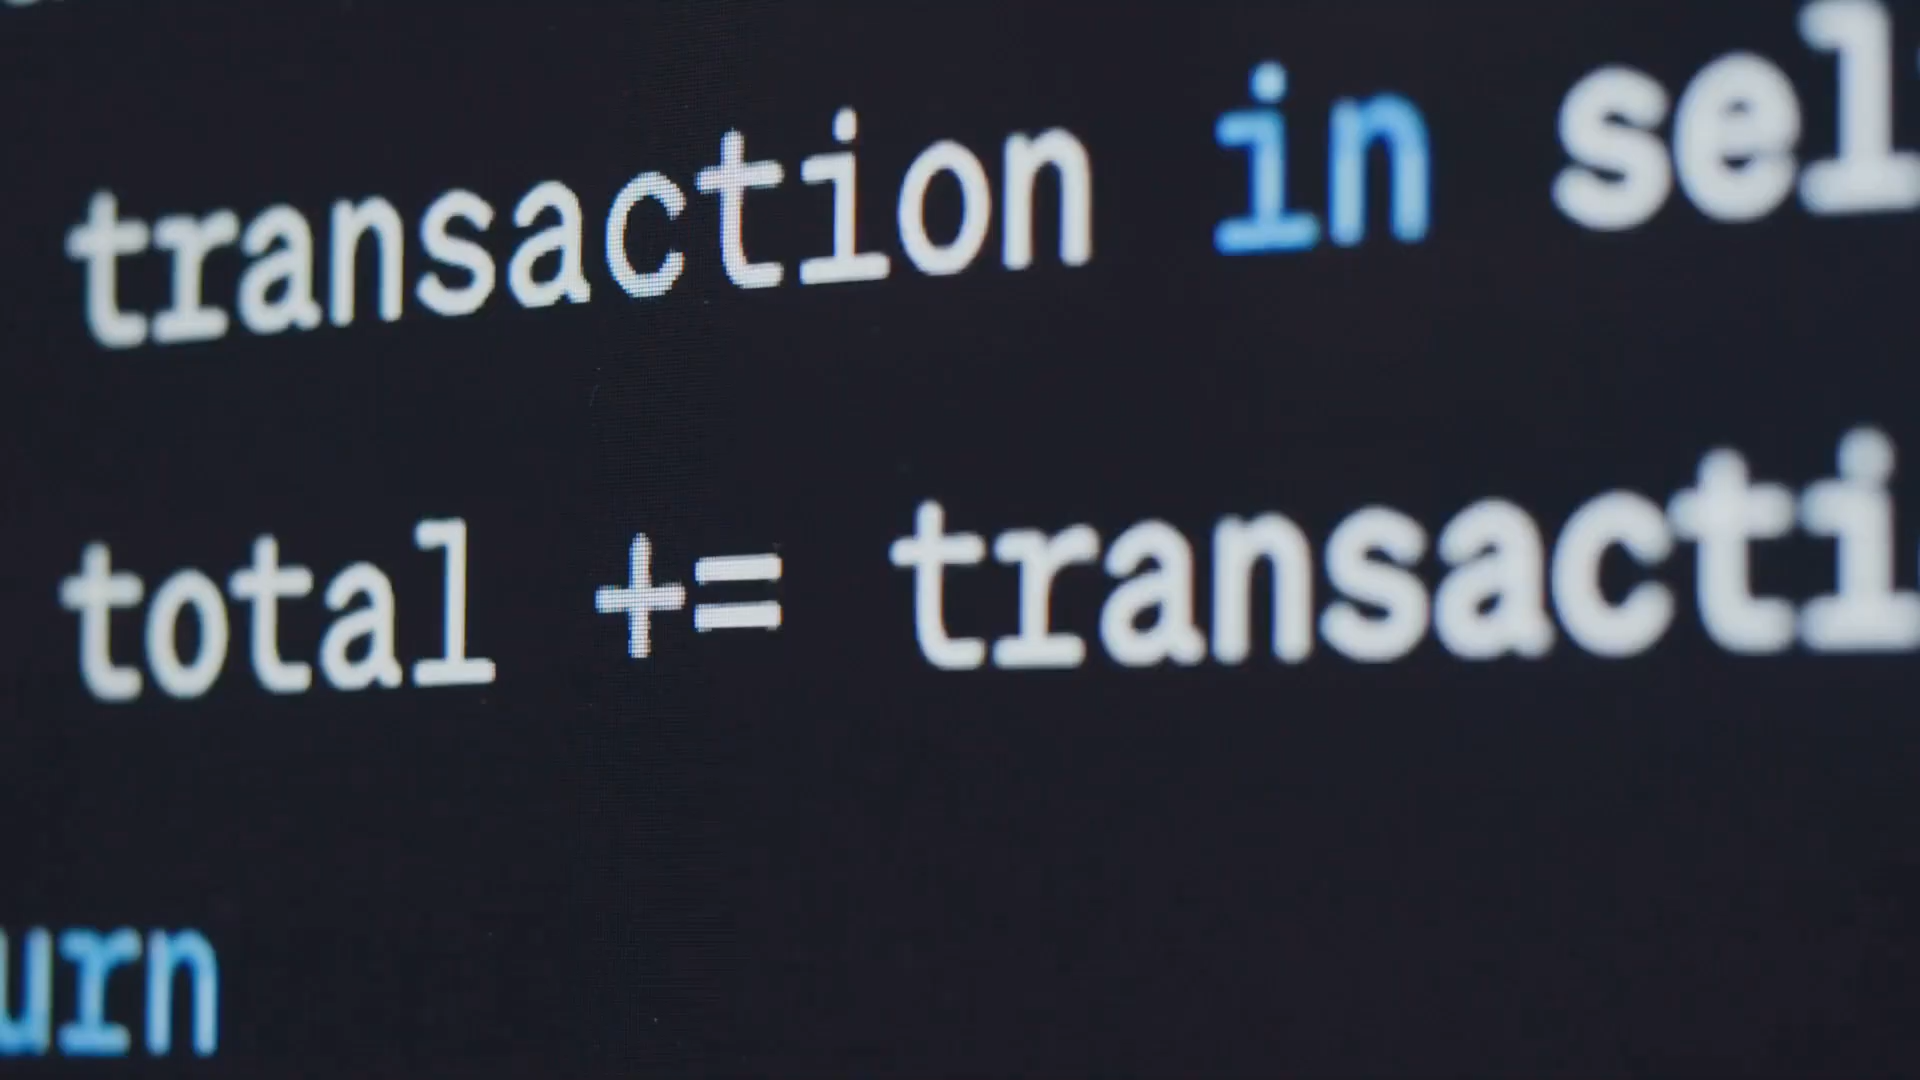 transaction in sel
total += transacti
urn